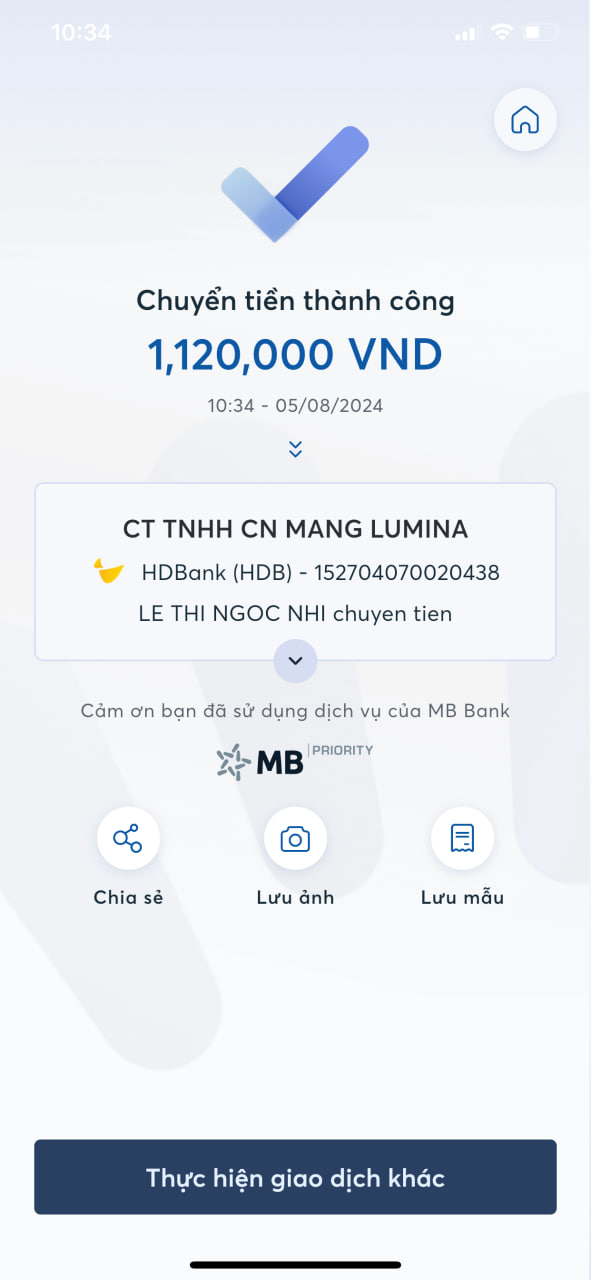 10:34
Chuyển tiền thành công
1,120,000 VND
10:34 - 05/08/2024
CT TNHH CN MANG LUMINA
HDBank (HDB) - 152704070020438
LE THI NGOC NHI chuyen tien
Cảm ơn bạn đã sử dụng dịch vụ của MB Bank
MB PRIORITY
Chia sẻ Lưu ảnh Lưu mẫu
Thực hiện giao dịch khác